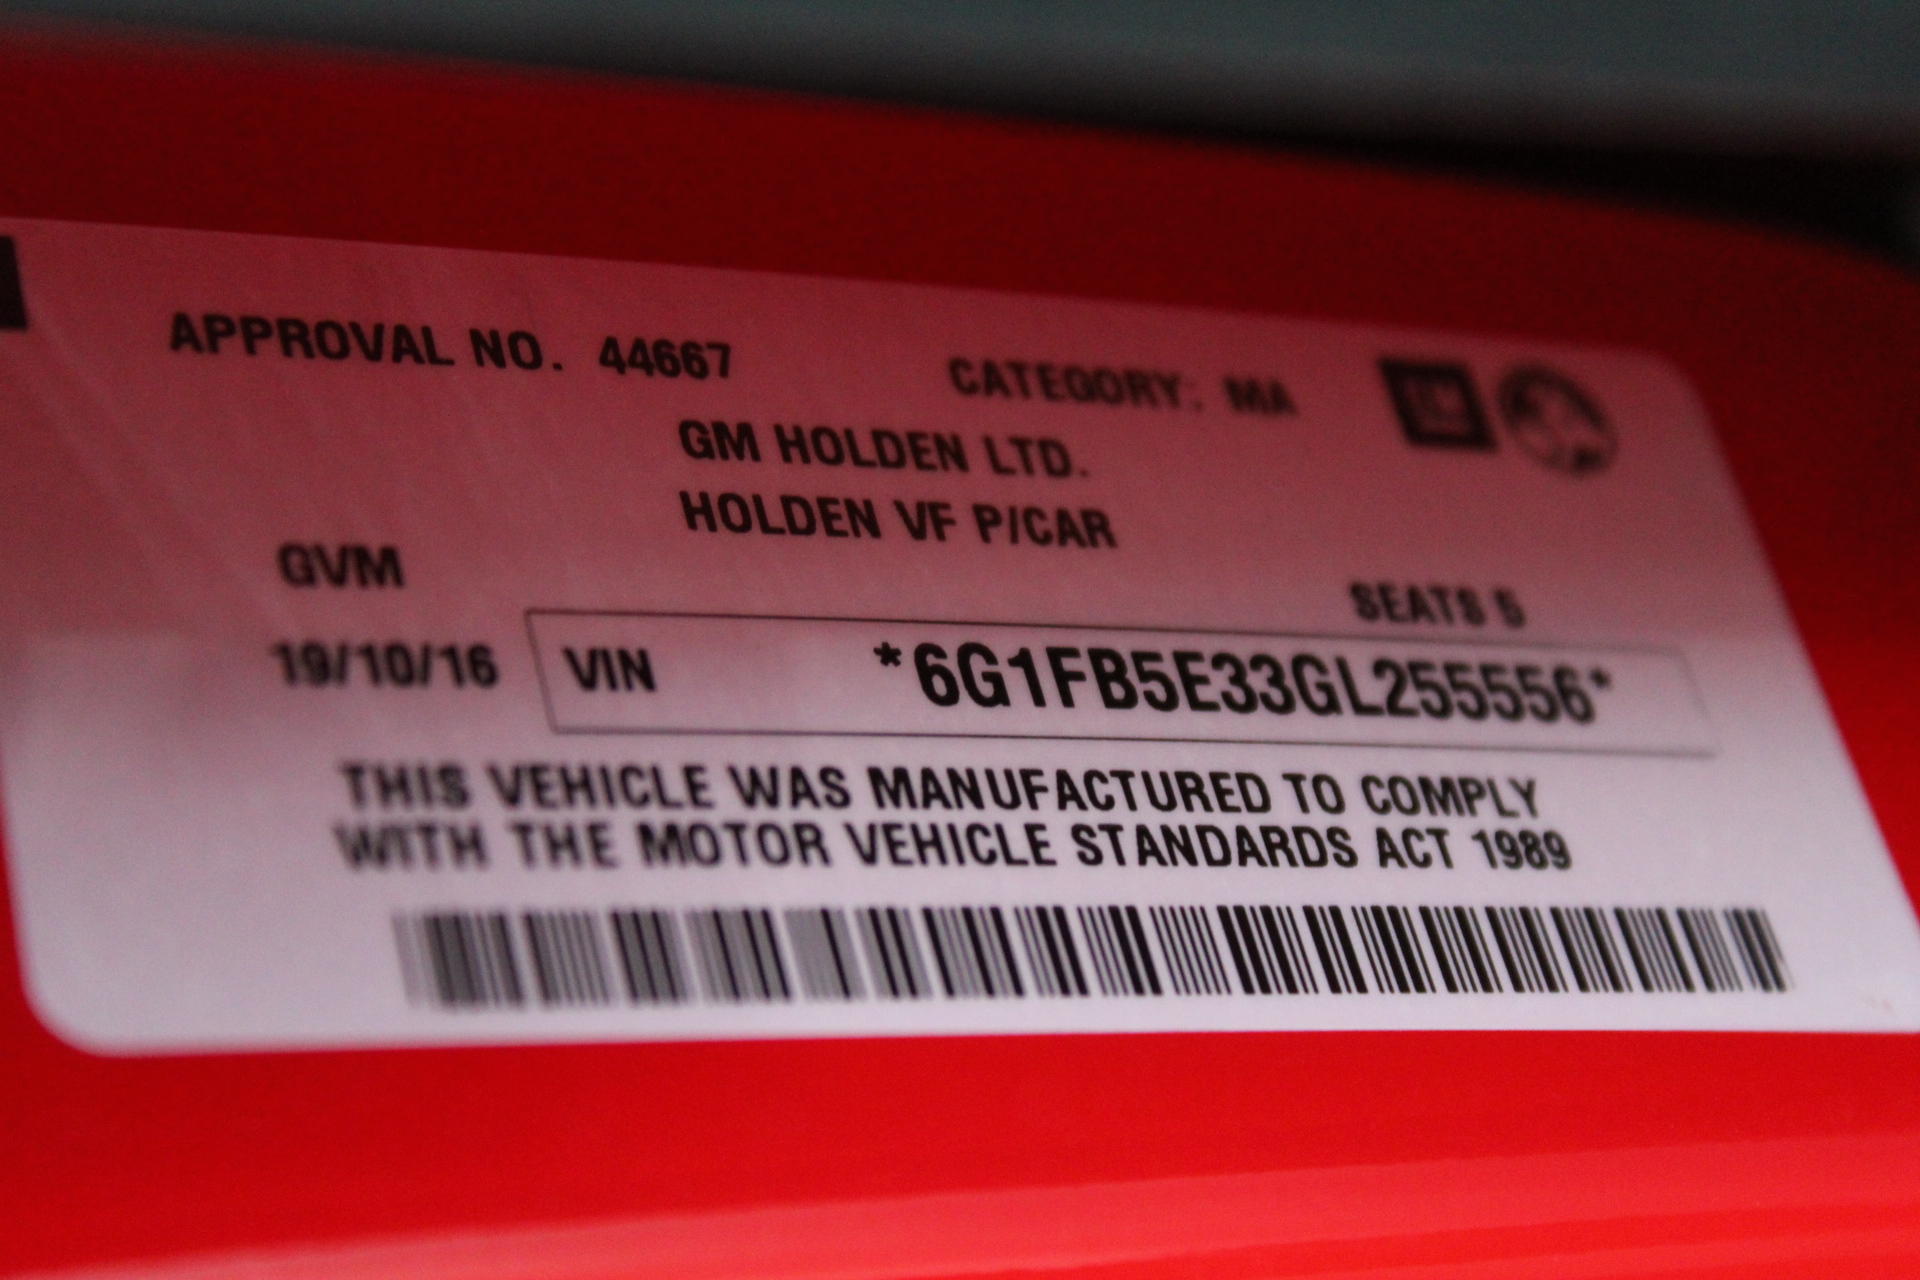 APPROVAL NO. 44667 CATEGORY: MA GM
GM HOLDEN LTD.
HOLDEN VF P/CAR
GVM SEATS 5
19/10/16 VIN *6G1FB5E33GL255556*
THIS VEHICLE WAS MANUFACTURED TO COMPLY
WITH THE MOTOR VEHICLE STANDARDS ACT 1989